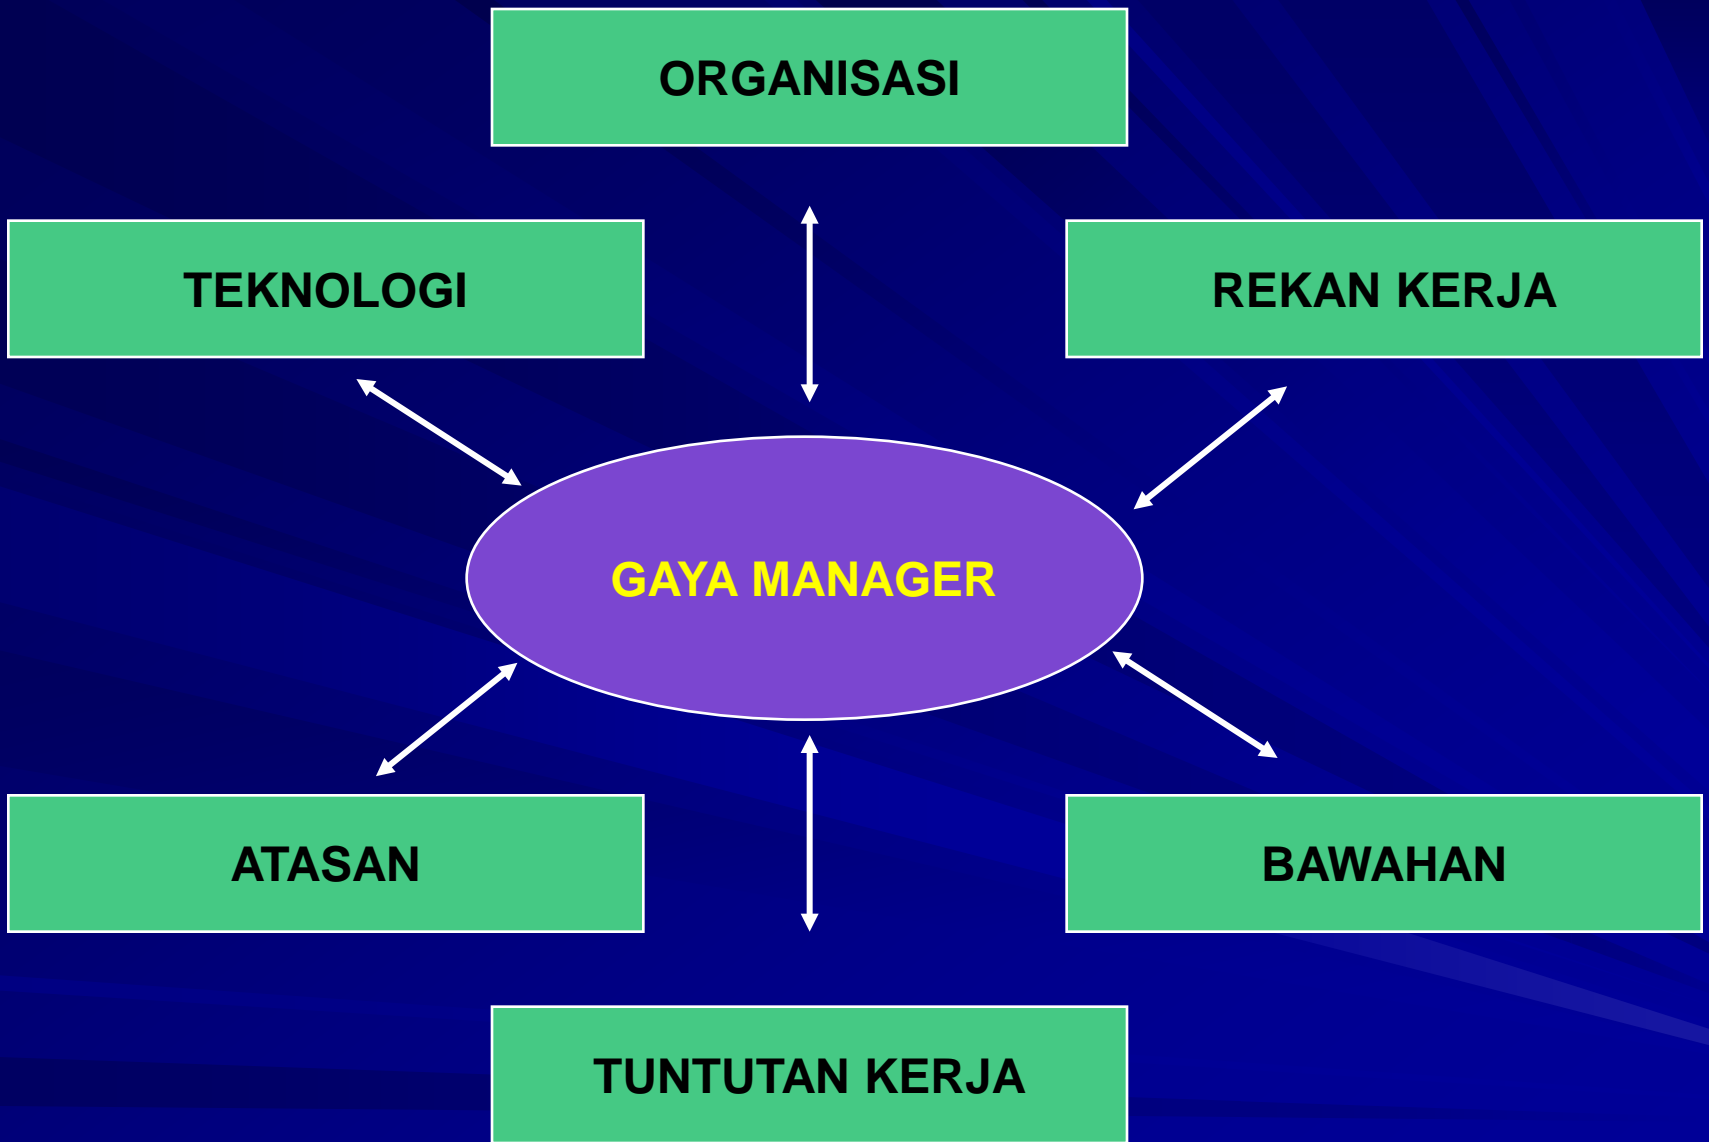 ORGANISASI
TEKNOLOGI
REKAN KERJA
GAYA MANAGER
ATASAN
BAWAHAN
TUNTUTAN KERJA